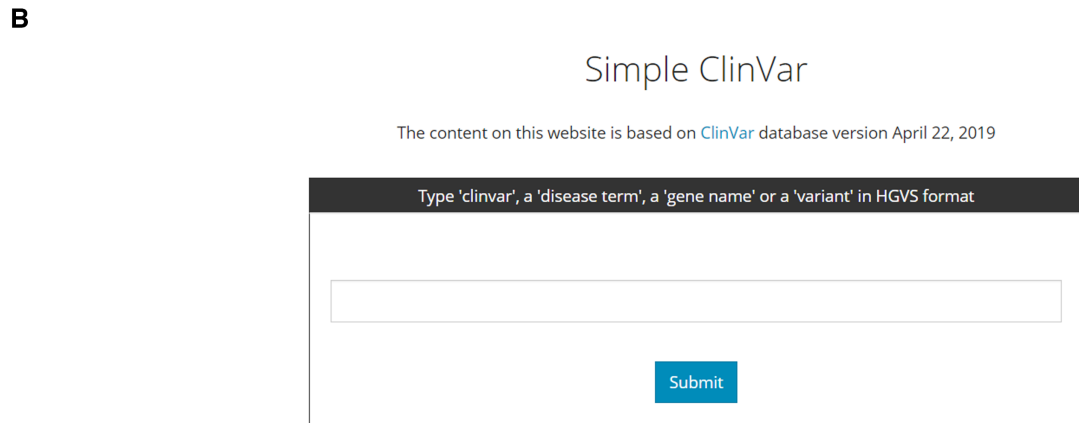 B
Simple ClinVar
The content on this website is based on ClinVar database version April 22, 2019
Type 'clinvar', a 'disease term', a 'gene name' or a 'variant' in HGVS format
Submit